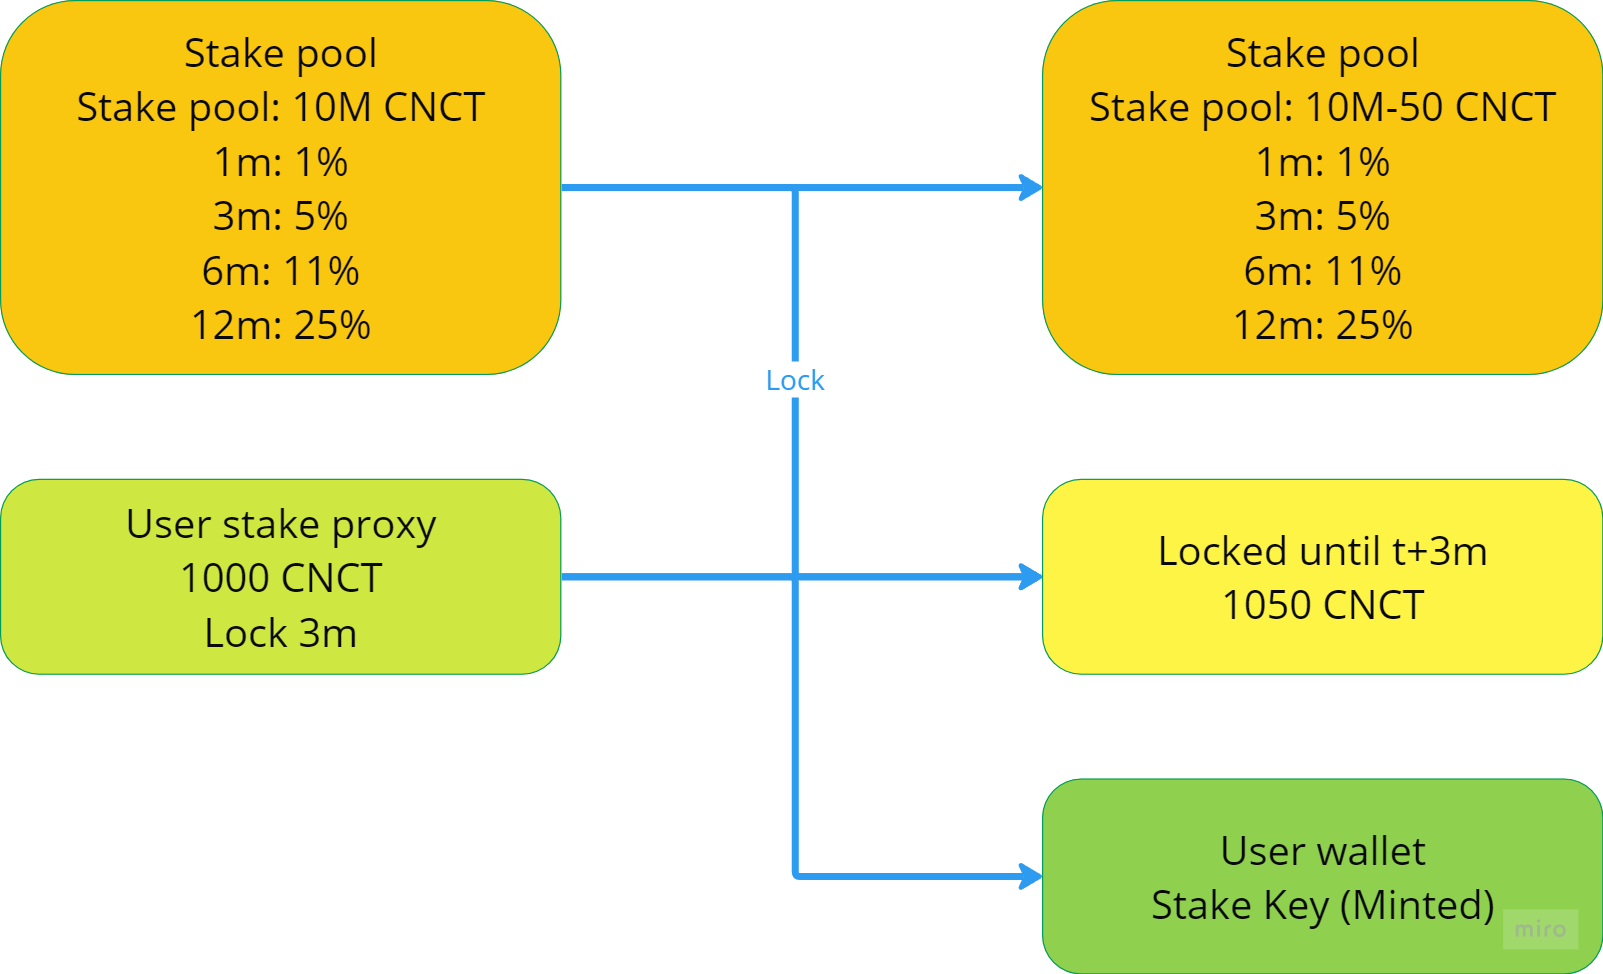 Stake pool
Stake pool: 10M CNCT
1m: 1%
3m: 5%
6m: 11%
12m: 25%
Stake pool
Stake pool: 10M-50 CNCT
1m: 1%
3m: 5%
6m: 11%
12m: 25%
Lock
User stake proxy
1000 CNCT
Lock 3m
Locked until t+3m
1050 CNCT
User wallet
Stake Key (Minted)
miro